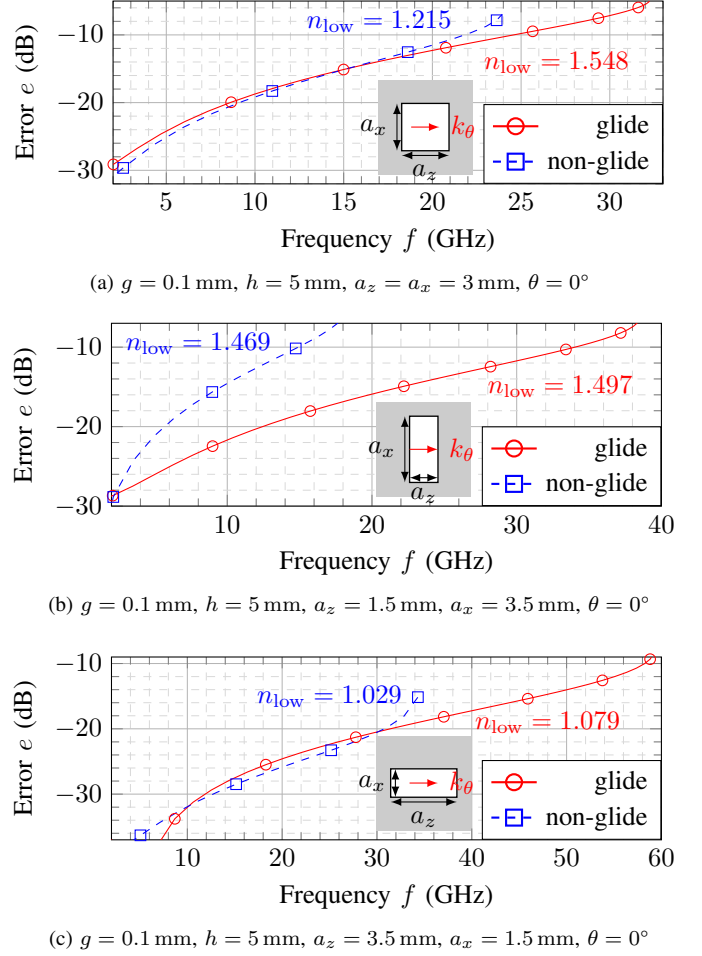 −10
−20
−30
Error e (dB)
n_low = 1.215
n_low = 1.548
a_x
k_θ
a_z
glide
non-glide
5 10 15 20 25 30
Frequency f (GHz)
(a) g = 0.1 mm, h = 5 mm, a_z = a_x = 3 mm, θ = 0°
−10
−20
−30
Error e (dB)
n_low = 1.469
n_low = 1.497
a_x
k_θ
a_z
glide
non-glide
10 20 30 40
Frequency f (GHz)
(b) g = 0.1 mm, h = 5 mm, a_z = 1.5 mm, a_x = 3.5 mm, θ = 0°
−10
−20
−30
Error e (dB)
n_low = 1.029
n_low = 1.079
a_x
k_θ
a_z
glide
non-glide
10 20 30 40 50 60
Frequency f (GHz)
(c) g = 0.1 mm, h = 5 mm, a_z = 3.5 mm, a_x = 1.5 mm, θ = 0°